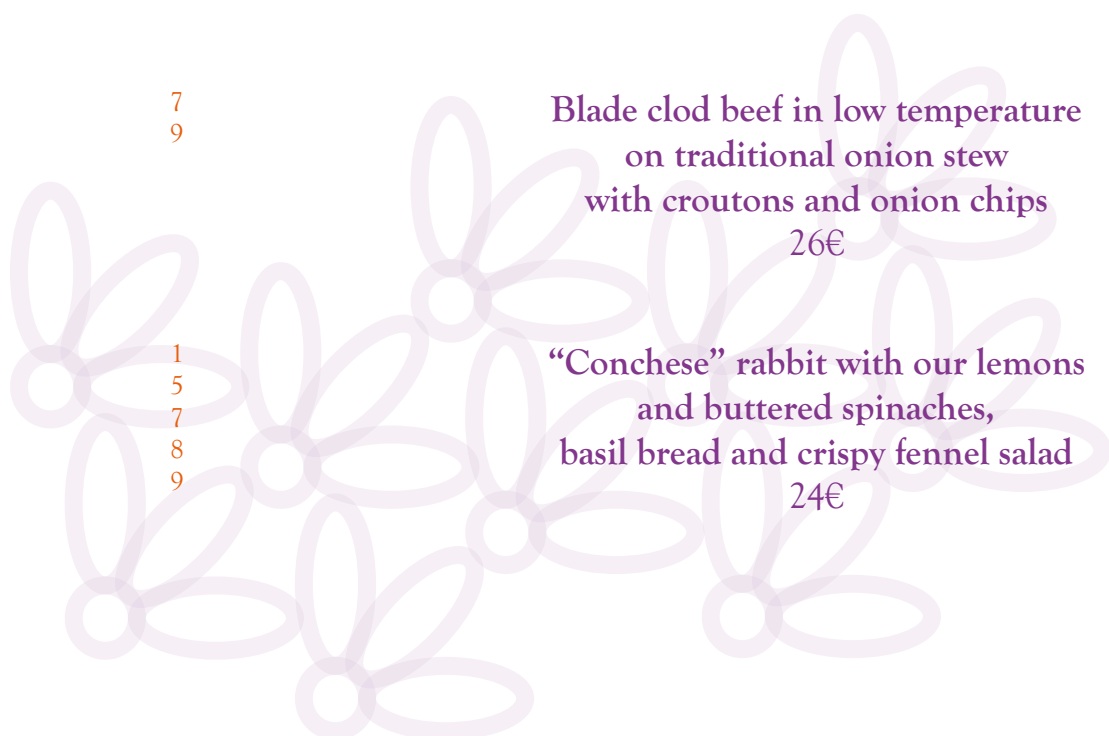 7
9
Blade clod beef in low temperature
on traditional onion stew
with croutons and onion chips
26€
1
5
7
8
9
“Conchese” rabbit with our lemons
and buttered spinaches,
basil bread and crispy fennel salad
24€